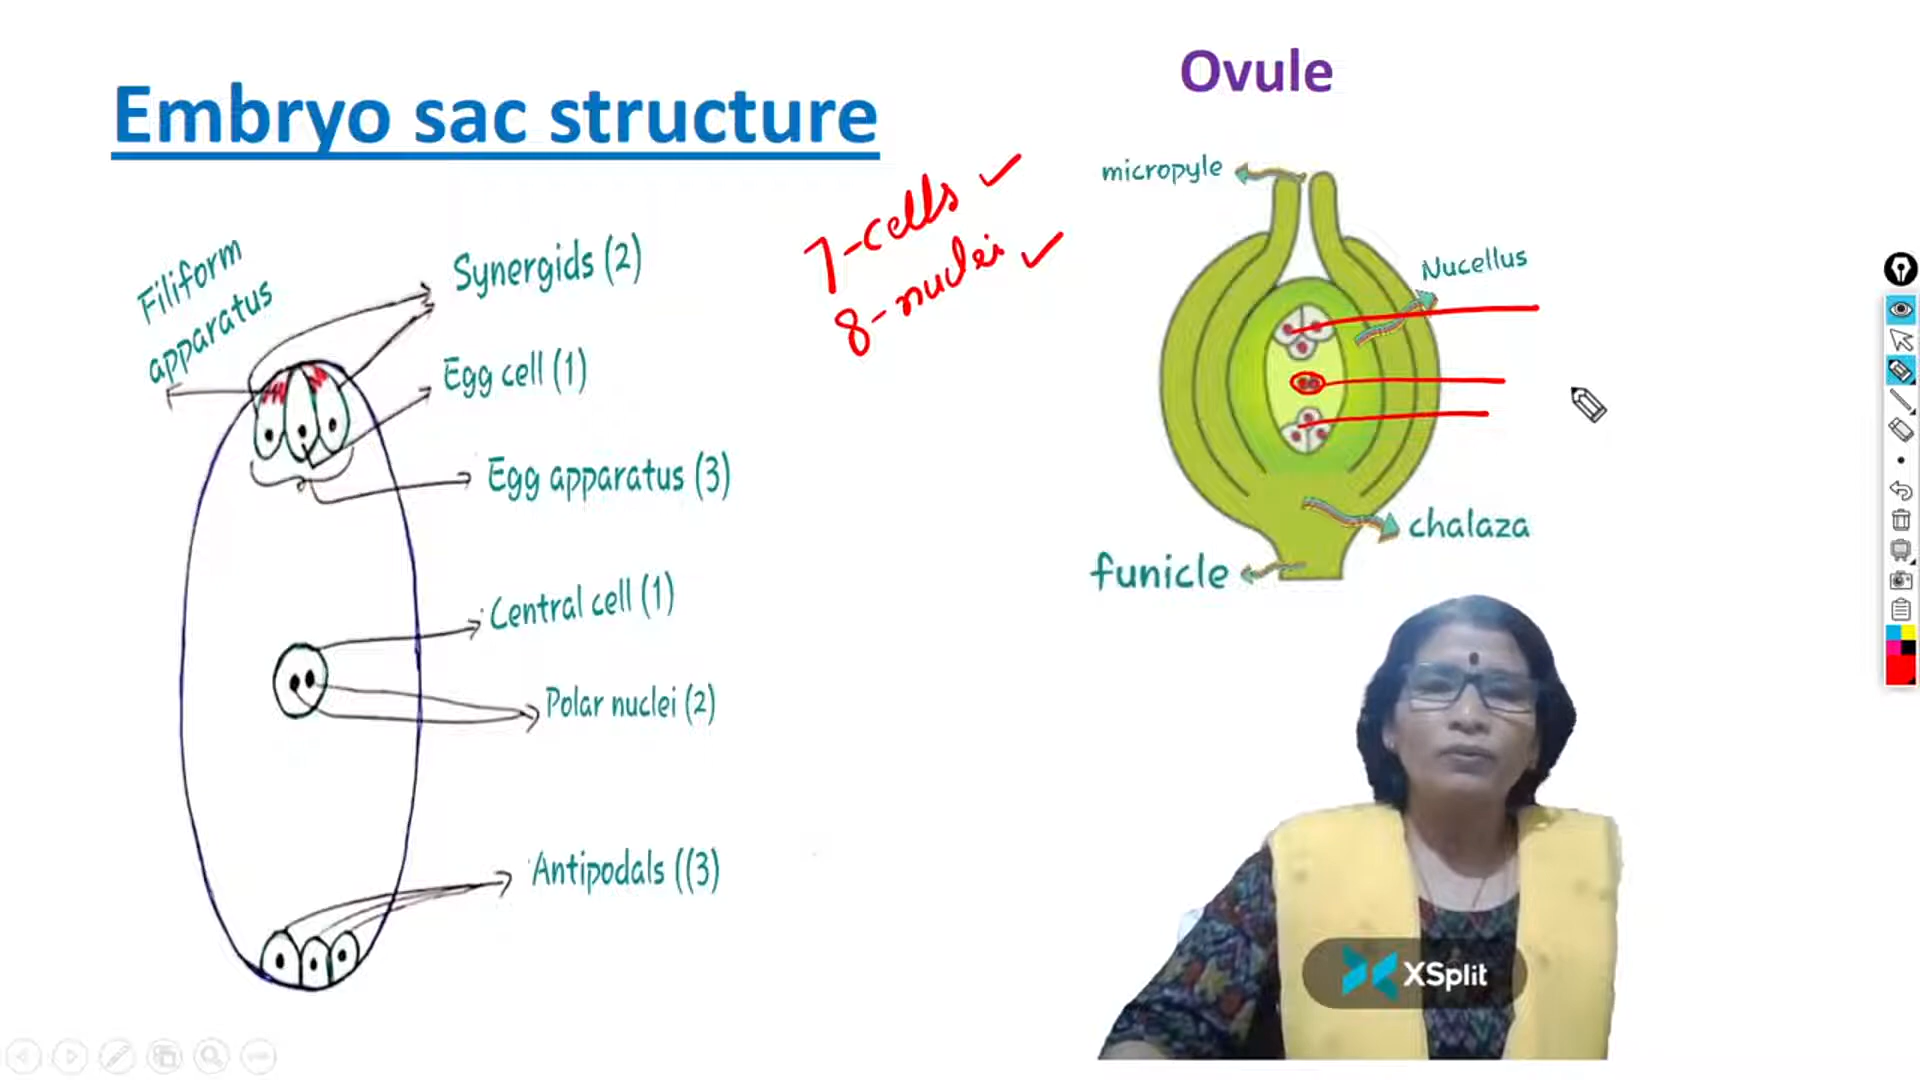 Embryo sac structure
Ovule
7-cells
8-nuclei
Filiform
apparatus
Synergids (2)
Egg cell (1)
Egg apparatus (3)
Central cell (1)
Polar nuclei (2)
Antipodals ((3)
micropyle
Nucellus
chalaza
funicle
XSplit